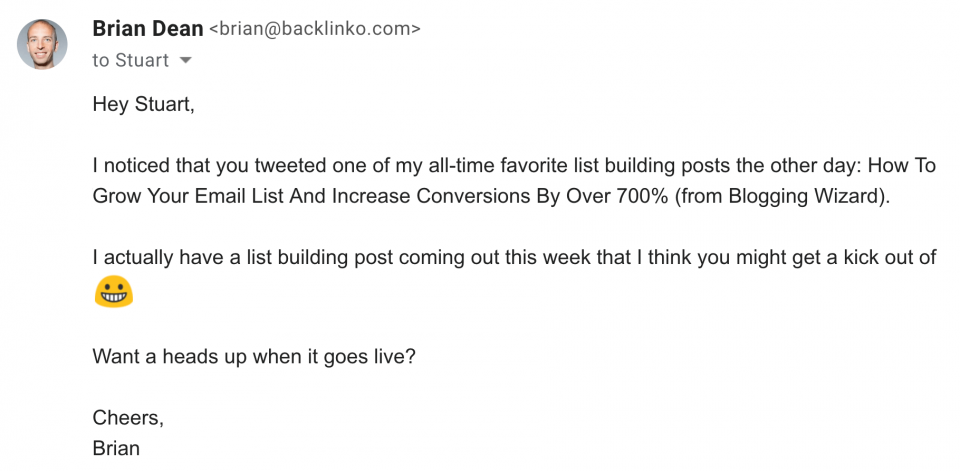 Brian Dean <brian@backlinko.com>
to Stuart
Hey Stuart,
I noticed that you tweeted one of my all-time favorite list building posts the other day: How To
Grow Your Email List And Increase Conversions By Over 700% (from Blogging Wizard).
I actually have a list building post coming out this week that I think you might get a kick out of
😀
Want a heads up when it goes live?
Cheers,
Brian